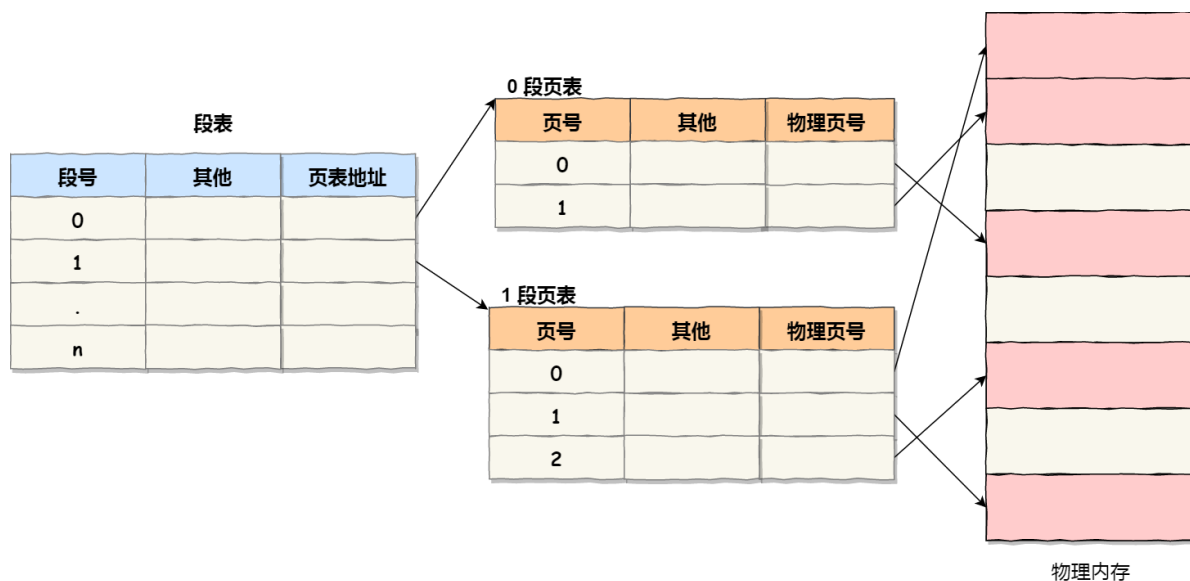 段表
段号 其他 页表地址
0
1
.
n
0 段页表
页号 其他 物理页号
0
1
1 段页表
页号 其他 物理页号
0
1
2
物理内存